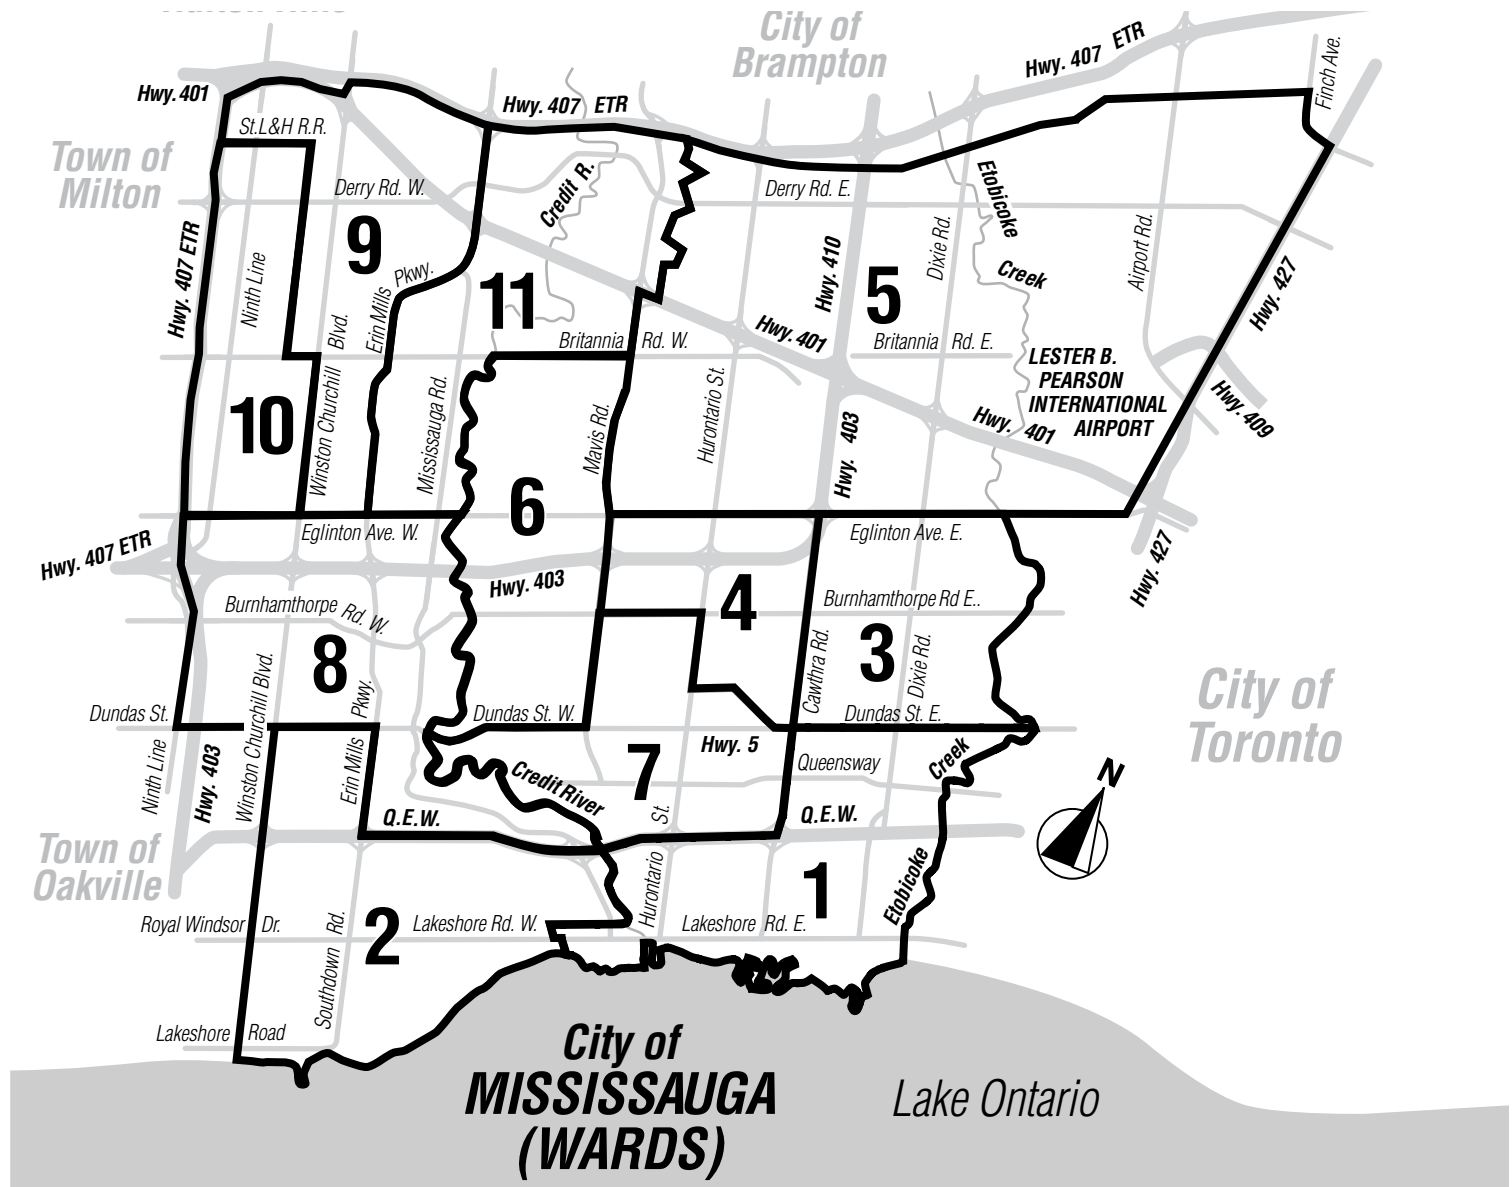 City of
Brampton
Hwy. 407 ETR
Finch Ave.
Hwy. 401
Hwy. 407 ETR
St.L&H R.R.
Town of
Milton
Derry Rd. W.
Credit R.
Derry Rd. E.
Etobicoke
Creek
Hwy. 407 ETR
Ninth Line
9
Erin Mills Pkwy.
11
Hwy. 410
5
Dixie Rd.
Airport Rd.
Hwy. 427
Winston Churchill Blvd.
Britannia Rd. W.
Hwy. 401
Britannia Rd. E.
LESTER B.
PEARSON
INTERNATIONAL
AIRPORT
Hwy. 409
10
Mississauga Rd.
Mavis Rd.
Hurontario St.
Hwy. 403
Hwy. 401
6
Eglinton Ave. W.
Eglinton Ave. E.
Hwy. 407 ETR
Hwy. 403
Hwy. 427
Burnhamthorpe Rd. W.
4
Burnhamthorpe Rd E..
8
Cawthra Rd.
3
Dixie Rd.
City of
Toronto
Dundas St.
Winston Churchill Blvd.
Erin Mills Pkwy.
Dundas St. W.
Dundas St. E.
Hwy. 5
Ninth Line
Hwy. 403
Credit River
7
Queensway
Creek
N
Q.E.W.
Hurontario St.
Q.E.W.
Town of
Oakville
1
Etobicoke
Royal Windsor Dr.
Southdown Rd.
2
Lakeshore Rd. W.
Lakeshore Rd. E.
Lakeshore Road
City of
MISSISSAUGA
(WARDS)
Lake Ontario